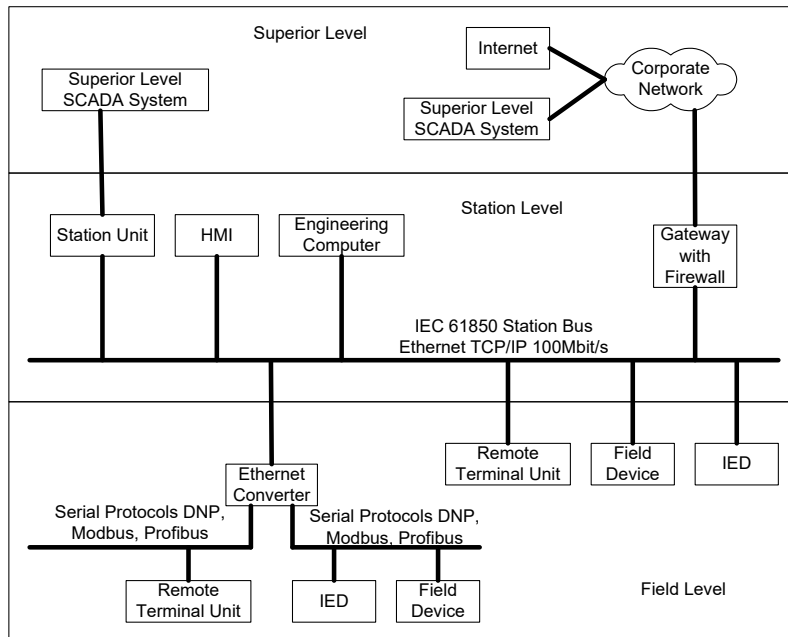 Superior Level
Internet
Corporate
Network
Superior Level
SCADA System
Superior Level
SCADA System
Station Level
Station Unit
HMI
Engineering
Computer
Gateway
with
Firewall
IEC 61850 Station Bus
Ethernet TCP/IP 100Mbit/s
Remote
Terminal Unit
Field
Device
IED
Ethernet
Converter
Serial Protocols DNP,
Modbus, Profibus
Serial Protocols DNP,
Modbus, Profibus
Remote
Terminal Unit
IED
Field
Device
Field Level